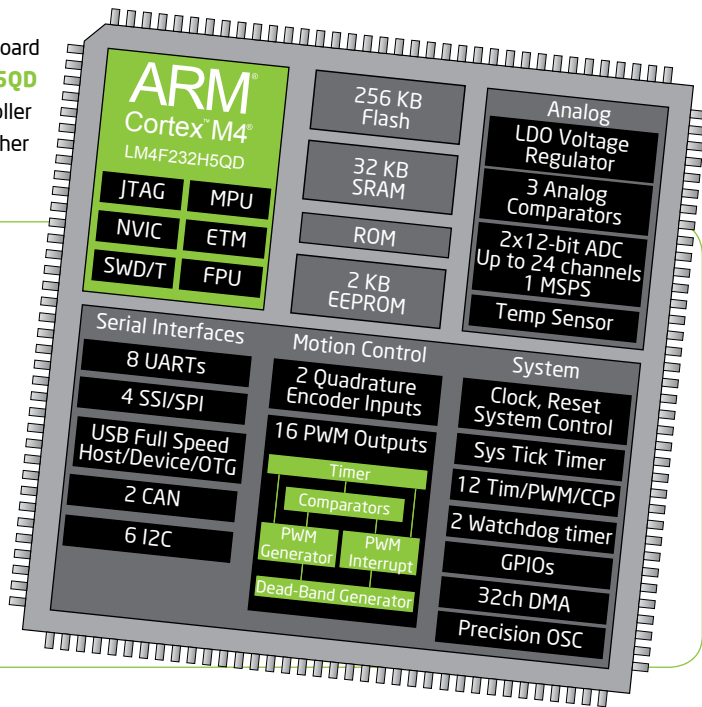 oard
5QD
oller
her
ARM®
Cortex™ M4®
LM4F232H5QD
JTAG
MPU
NVIC
ETM
SWD/T
FPU
256 KB
Flash
32 KB
SRAM
ROM
2 KB
EEPROM
Analog
LDO Voltage
Regulator
3 Analog
Comparators
2x12-bit ADC
Up to 24 channels
1 MSPS
Temp Sensor
Serial Interfaces
8 UARTs
4 SSI/SPI
USB Full Speed
Host/Device/OTG
2 CAN
6 I2C
Motion Control
2 Quadrature
Encoder Inputs
16 PWM Outputs
Timer
Comparators
PWM
Generator
PWM
Interrupt
Dead-Band Generator
System
Clock, Reset
System Control
Sys Tick Timer
12 Tim/PWM/CCP
2 Watchdog timer
GPIOs
32ch DMA
Precision OSC